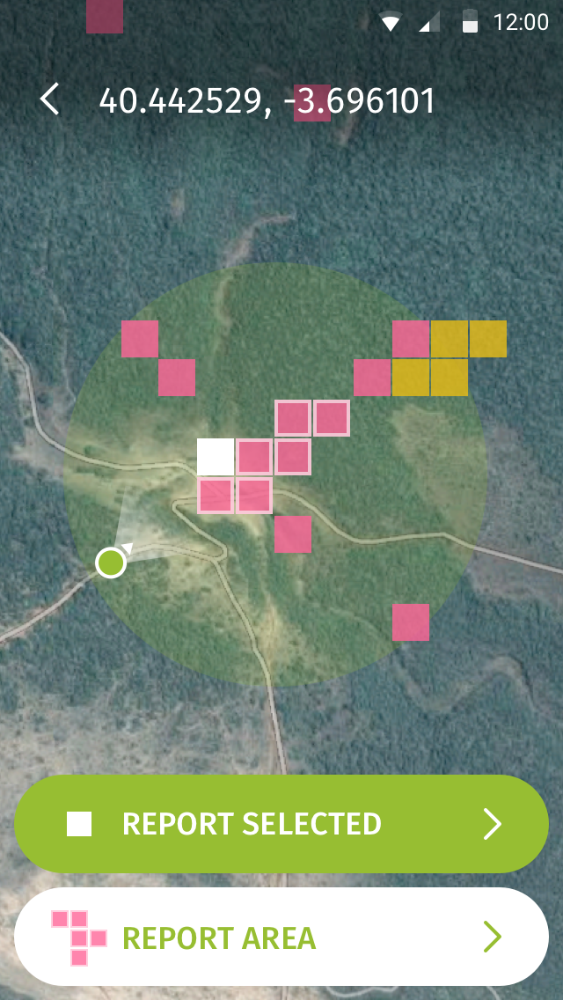 12:00
40.442529, -3.696101
REPORT SELECTED
REPORT AREA